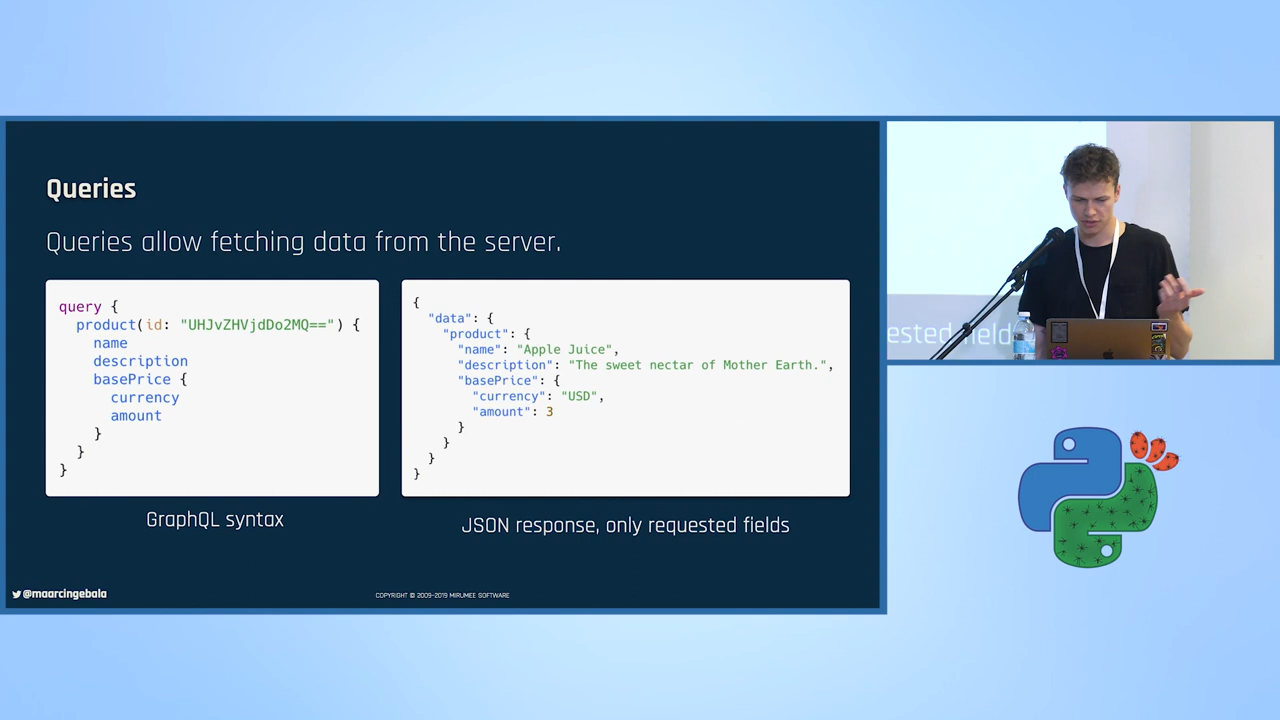 Queries
Queries allow fetching data from the server.
query {
  product(id: "UHJvZHVjdDo2MQ==") {
    name
    description
    basePrice {
      currency
      amount
    }
  }
}
GraphQL syntax
{
  "data": {
    "product": {
      "name": "Apple Juice",
      "description": "The sweet nectar of Mother Earth.",
      "basePrice": {
        "currency": "USD",
        "amount": 3
      }
    }
  }
}
JSON response, only requested fields
@maarcingebala
COPYRIGHT © 2009-2019 MIRUMEE SOFTWARE
ested field